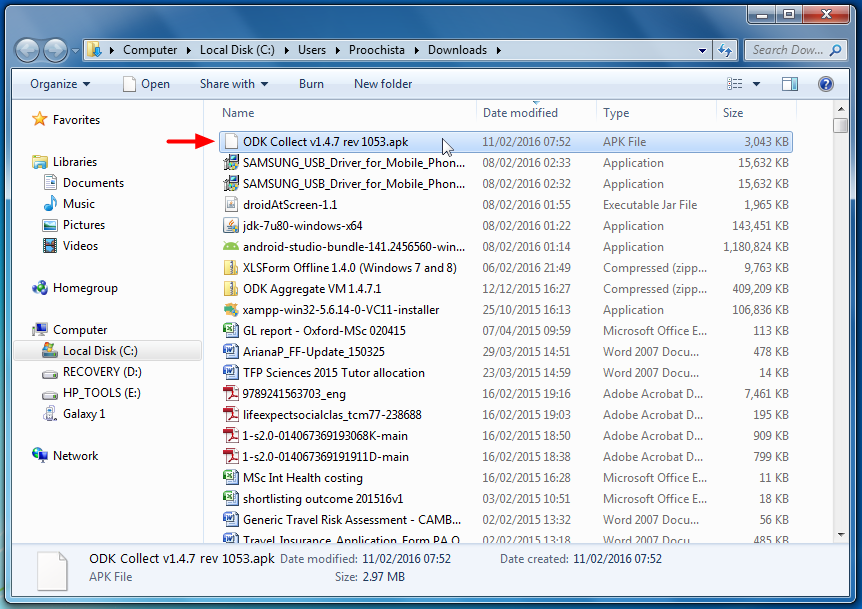 Computer Local Disk (C:) Users Proochista Downloads Search Dow...
Organize Open Share with Burn New folder
Favorites
Libraries
Documents
Music
Pictures
Videos
Homegroup
Computer
Local Disk (C:)
RECOVERY (D:)
HP_TOOLS (E:)
Galaxy 1
Network
Name Date modified Type Size
ODK Collect v1.4.7 rev 1053.apk 11/02/2016 07:52 APK File 3,043 KB
SAMSUNG_USB_Driver_for_Mobile_Phon... 08/02/2016 02:33 Application 15,632 KB
SAMSUNG_USB_Driver_for_Mobile_Phon... 08/02/2016 02:32 Application 15,632 KB
droidAtScreen-1.1 08/02/2016 01:55 Executable Jar File 1,965 KB
jdk-7u80-windows-x64 08/02/2016 01:22 Application 143,451 KB
android-studio-bundle-141.2456560-win... 08/02/2016 01:14 Application 1,180,824 KB
XLSForm Offline 1.4.0 (Windows 7 and 8) 06/02/2016 21:49 Compressed (zipp... 9,763 KB
ODK Aggregate VM 1.4.7.1 12/12/2015 16:27 Compressed (zipp... 409,209 KB
xampp-win32-5.6.14-0-VC11-installer 25/10/2015 16:13 Application 106,836 KB
GL report - Oxford-MSc 020415 07/04/2015 09:59 Microsoft Office E... 113 KB
ArianaP_FF-Update_150325 29/03/2015 14:51 Word 2007 Docu... 478 KB
TFP Sciences 2015 Tutor allocation 23/03/2015 14:59 Word 2007 Docu... 14 KB
9789241563703_eng 16/02/2015 19:16 Adobe Acrobat D... 7,461 KB
lifeexpectsocialclas_tcm77-238688 16/02/2015 19:03 Adobe Acrobat D... 195 KB
1-s2.0-014067369193068K-main 16/02/2015 18:50 Adobe Acrobat D... 909 KB
1-s2.0-014067369191911D-main 16/02/2015 18:38 Adobe Acrobat D... 799 KB
MSc Int Health costing 16/02/2015 16:28 Microsoft Office E... 11 KB
shortlisting outcome 201516v1 03/02/2015 10:51 Microsoft Office E... 18 KB
Generic Travel Risk Assessment - CAMB... 02/02/2015 13:32 Word 2007 Docu... 56 KB
Travel_Insurance_Application_Form PA O... 02/02/2015 13:18 Word 2007 Docu... 485 KB
ODK Collect v1.4.7 rev 1053.apk Date modified: 11/02/2016 07:52 Date created: 11/02/2016 07:52
APK File Size: 2.97 MB